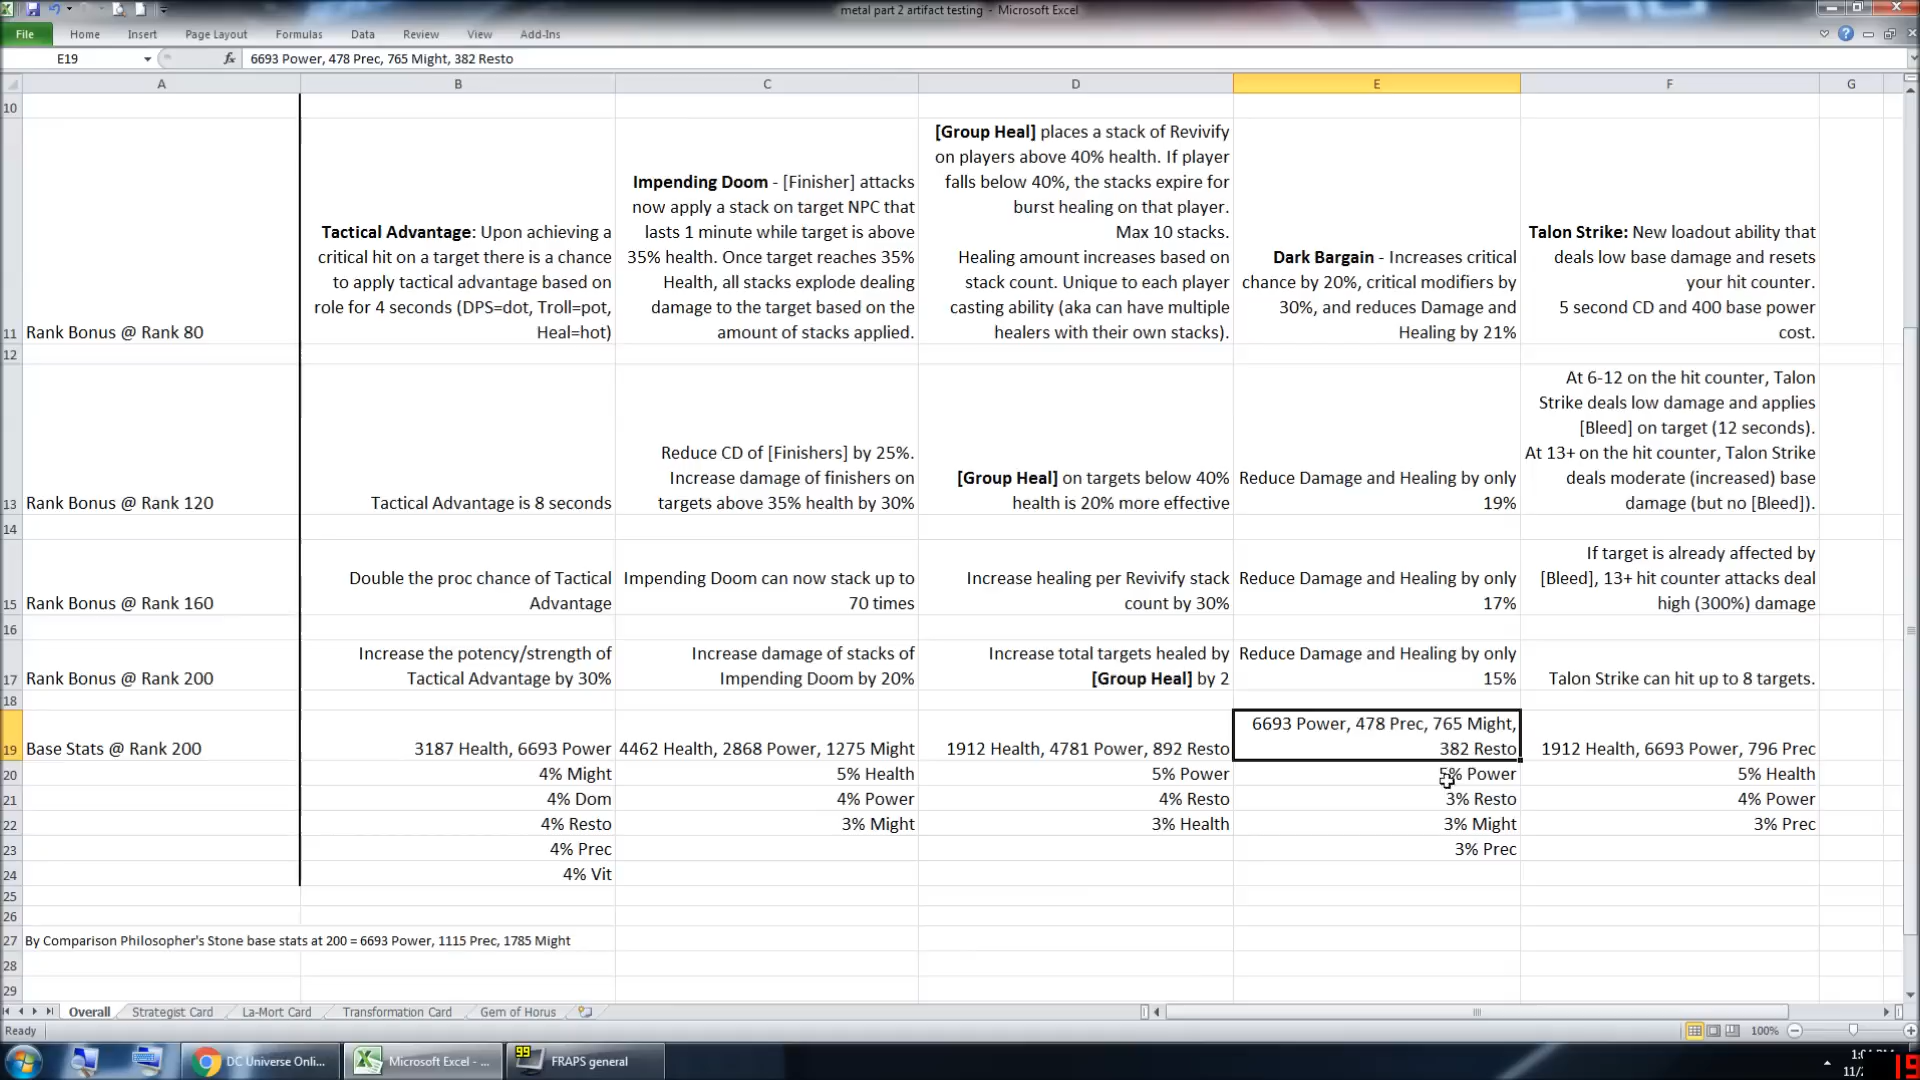 metal part 2 artifact testing - Microsoft Excel
File Home Insert Page Layout Formulas Data Review View Add-Ins
E19 fx 6693 Power, 478 Prec, 765 Might, 382 Resto
A B C D E F G
10
11
Rank Bonus @ Rank 80
Tactical Advantage: Upon achieving a
critical hit on a target there is a chance
to apply tactical advantage based on
role for 4 seconds (DPS=dot, Troll=pot,
Heal=hot)
Impending Doom - [Finisher] attacks
now apply a stack on target NPC that
lasts 1 minute while target is above
35% health. Once target reaches 35%
Health, all stacks explode dealing
damage to the target based on the
amount of stacks applied.
[Group Heal] places a stack of Revivify
on players above 40% health. If player
falls below 40%, the stacks expire for
burst healing on that player.
Max 10 stacks.
Healing amount increases based on
stack count. Unique to each player
casting ability (aka can have multiple
healers with their own stacks).
Dark Bargain - Increases critical
chance by 20%, critical modifiers by
30%, and reduces Damage and
Healing by 21%
Talon Strike: New loadout ability that
deals low base damage and resets
your hit counter.
5 second CD and 400 base power
cost.
12
13
Rank Bonus @ Rank 120
Tactical Advantage is 8 seconds
Reduce CD of [Finishers] by 25%.
Increase damage of finishers on
targets above 35% health by 30%
[Group Heal] on targets below 40%
health is 20% more effective
Reduce Damage and Healing by only
19%
At 6-12 on the hit counter, Talon
Strike deals low damage and applies
[Bleed] on target (12 seconds).
At 13+ on the hit counter, Talon Strike
deals moderate (increased) base
damage (but no [Bleed]).
14
15
Rank Bonus @ Rank 160
Double the proc chance of Tactical
Advantage
Impending Doom can now stack up to
70 times
Increase healing per Revivify stack
count by 30%
Reduce Damage and Healing by only
17%
If target is already affected by
[Bleed], 13+ hit counter attacks deal
high (300%) damage
16
17
Rank Bonus @ Rank 200
Increase the potency/strength of
Tactical Advantage by 30%
Increase damage of stacks of
Impending Doom by 20%
Increase total targets healed by
[Group Heal] by 2
Reduce Damage and Healing by only
15%
Talon Strike can hit up to 8 targets.
18
19
Base Stats @ Rank 200
3187 Health, 6693 Power
4462 Health, 2868 Power, 1275 Might
1912 Health, 4781 Power, 892 Resto
6693 Power, 478 Prec, 765 Might,
382 Resto
1912 Health, 6693 Power, 796 Prec
20 4% Might 5% Health 5% Power 5% Power 5% Health
21 4% Dom 4% Power 4% Resto 3% Resto 4% Power
22 4% Resto 3% Might 3% Health 3% Might 3% Prec
23 4% Prec 3% Prec
24 4% Vit
25
26
27 By Comparison Philosopher's Stone base stats at 200 = 6693 Power, 1115 Prec, 1785 Might
28
29
Overall Strategist Card La-Mort Card Transformation Card Gem of Horus
Ready 100%
DC Universe Onli... Microsoft Excel - ... 99 FRAPS general
11/
19